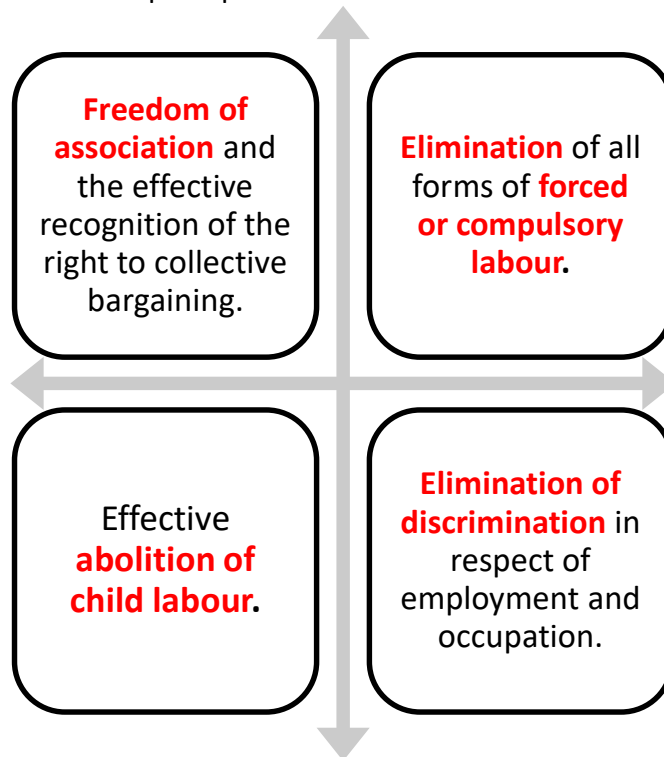 Freedom of
association and
the effective
recognition of the
right to collective
bargaining.
Elimination of all
forms of forced
or compulsory
labour.
Effective
abolition of
child labour.
Elimination of
discrimination in
respect of
employment and
occupation.